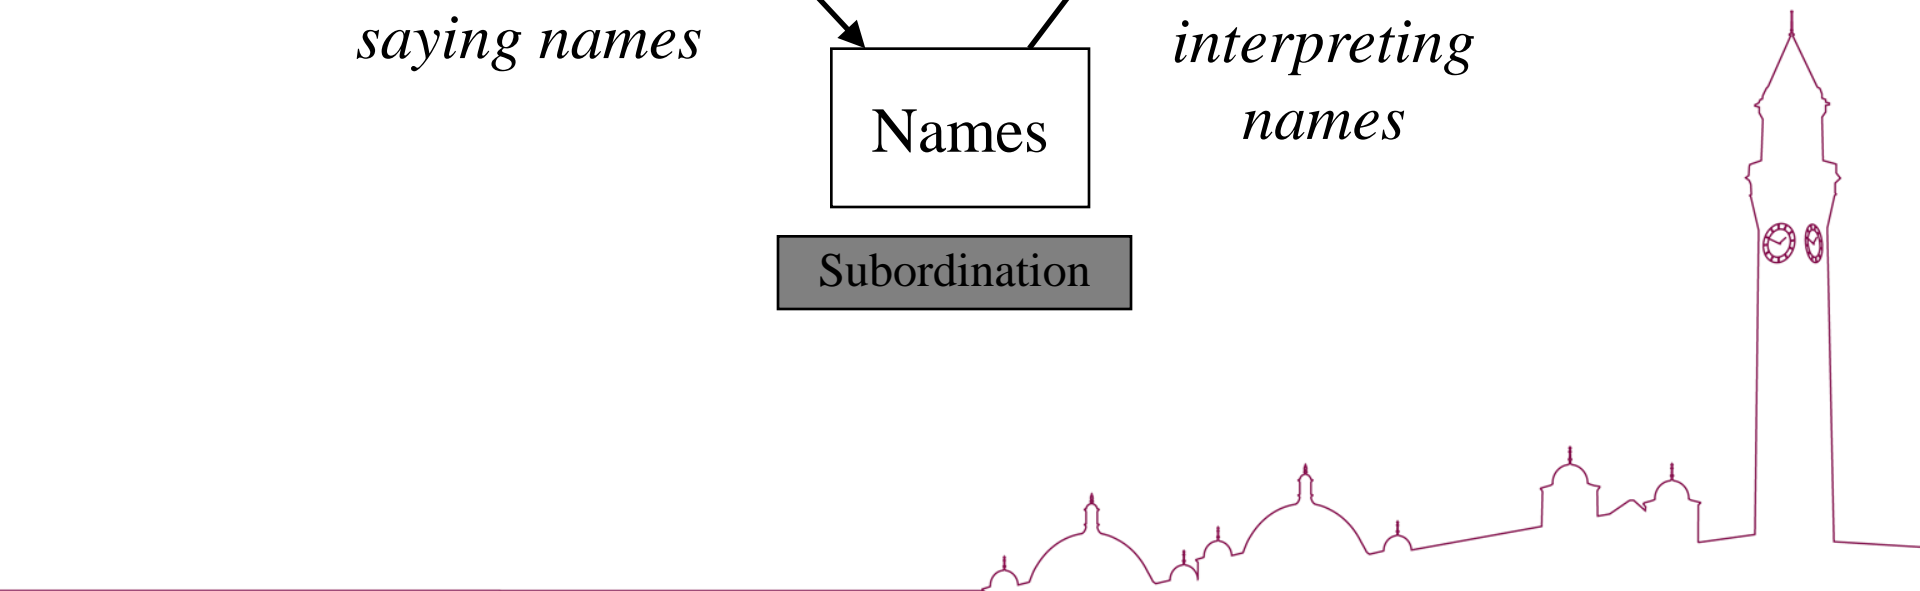 saying names
interpreting
names
Names
Subordination